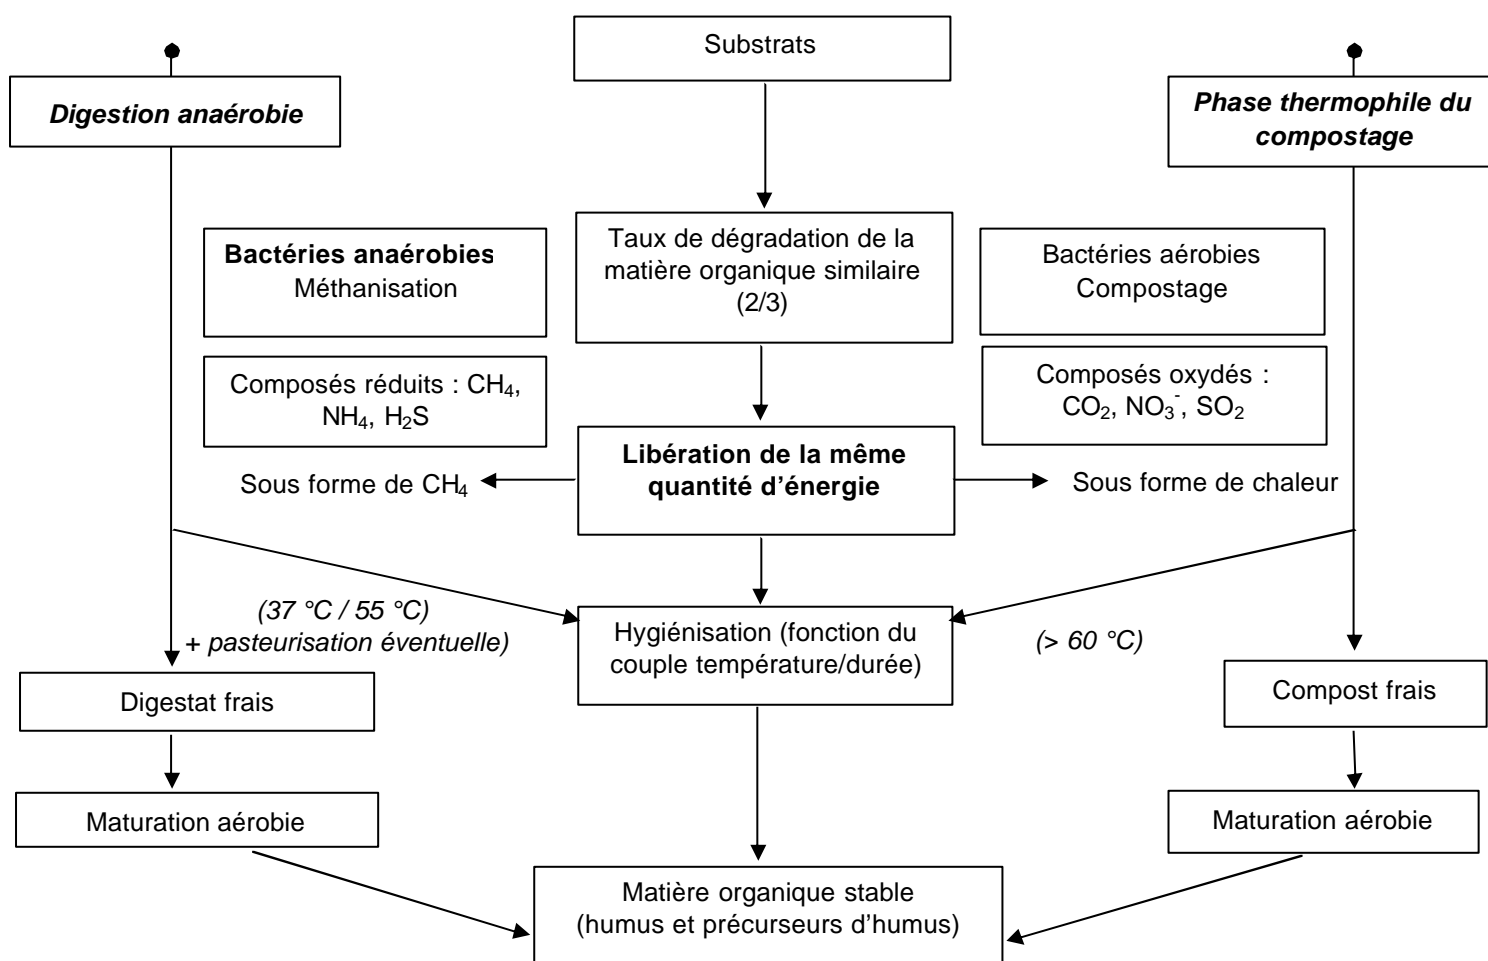 Substrats
Digestion anaérobie
Phase thermophile du
compostage
Bactéries anaérobies
Méthanisation
Taux de dégradation de la
matière organique similaire
(2/3)
Bactéries aérobies
Compostage
Composés réduits : CH₄,
NH₄, H₂S
Composés oxydés :
CO₂, NO₃⁻, SO₂
Libération de la même
quantité d’énergie
Sous forme de CH₄
Sous forme de chaleur
(37 °C / 55 °C)
+ pasteurisation éventuelle)
Hygiénisation (fonction du
couple température/durée)
(> 60 °C)
Digestat frais
Compost frais
Maturation aérobie
Maturation aérobie
Matière organique stable
(humus et précurseurs d’humus)